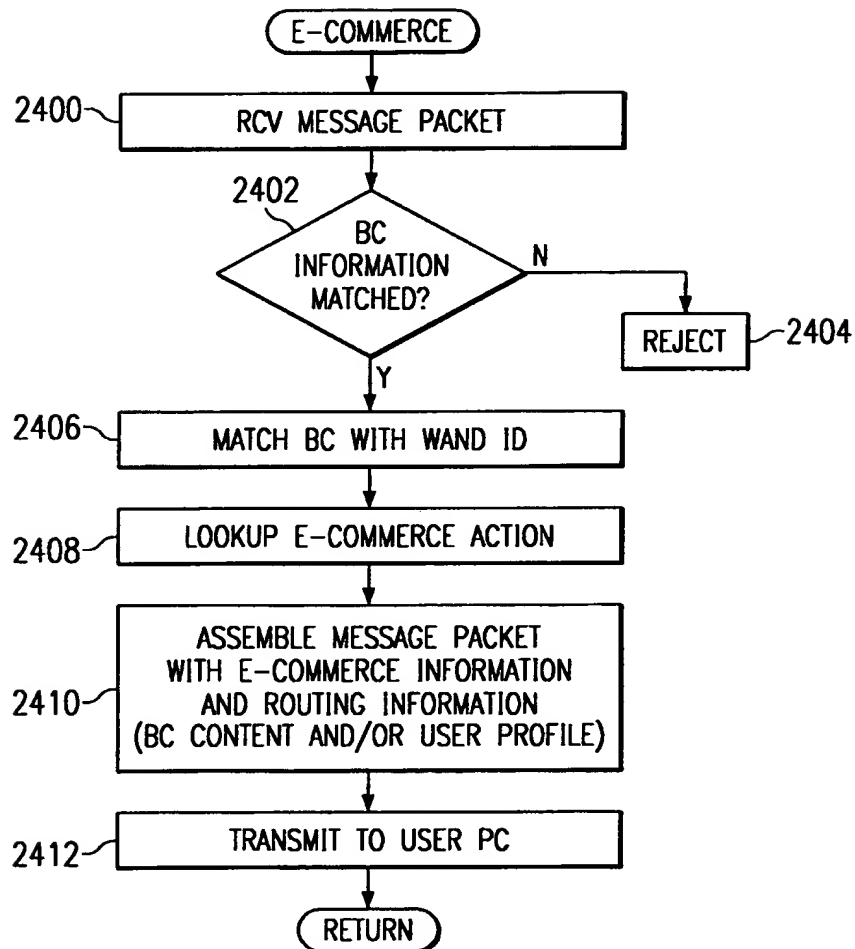 E-COMMERCE
2400
RCV MESSAGE PACKET
2402
BC
INFORMATION
MATCHED?
N
REJECT
2404
Y
2406
MATCH BC WITH WAND ID
2408
LOOKUP E-COMMERCE ACTION
2410
ASSEMBLE MESSAGE PACKET
WITH E-COMMERCE INFORMATION
AND ROUTING INFORMATION
(BC CONTENT AND/OR USER PROFILE)
2412
TRANSMIT TO USER PC
RETURN